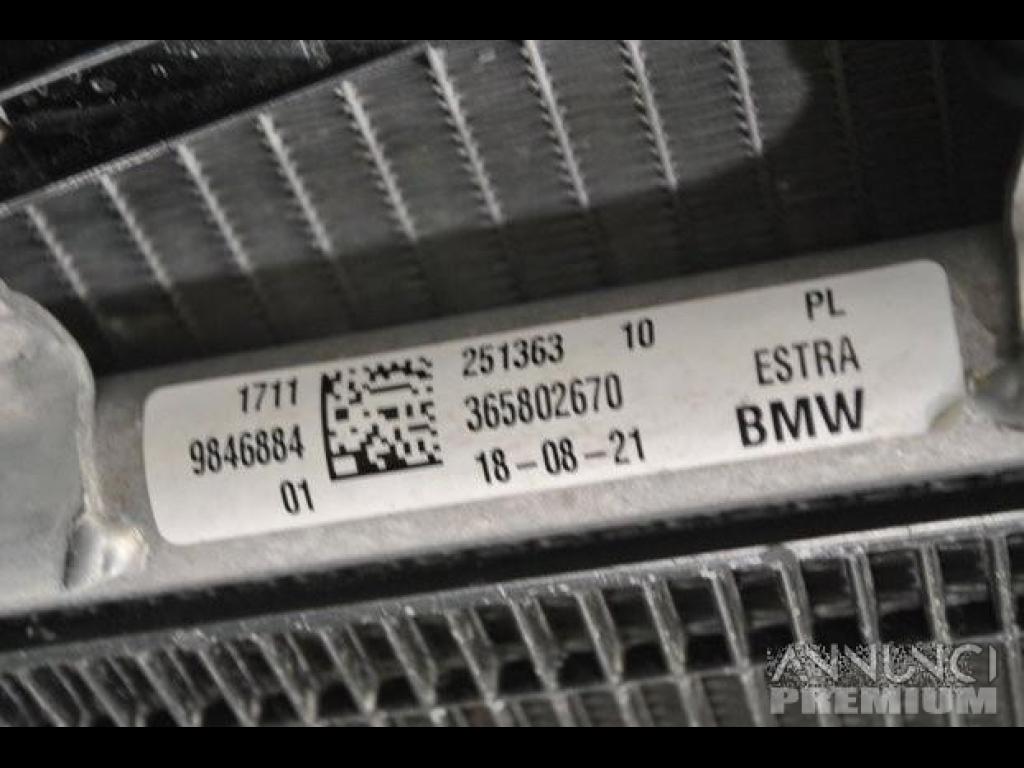 1711
9846884
01
251363 10
365802670
18-08-21
PL
ESTRA
BMW
ANNUNCI
PREMIUM